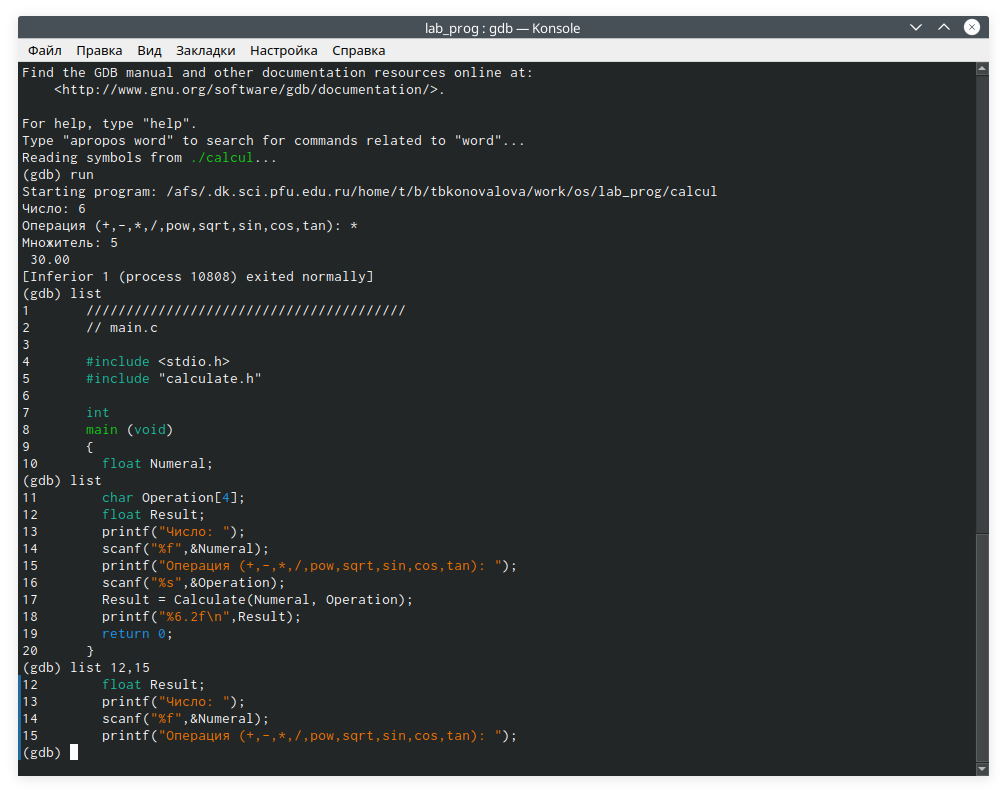 lab_prog : gdb — Konsole
Файл Правка Вид Закладки Настройка Справка
Find the GDB manual and other documentation resources online at:
    <http://www.gnu.org/software/gdb/documentation/>.

For help, type "help".
Type "apropos word" to search for commands related to "word"...
Reading symbols from ./calcul...
(gdb) run
Starting program: /afs/.dk.sci.pfu.edu.ru/home/t/b/tbkonovalova/work/os/lab_prog/calcul
Число: 6
Операция (+,-,*,/,pow,sqrt,sin,cos,tan): *
Множитель: 5
 30.00
[Inferior 1 (process 10808) exited normally]
(gdb) list
1       ////////////////////////////////////////
2       // main.c
3
4       #include <stdio.h>
5       #include "calculate.h"
6
7       int
8       main (void)
9       {
10        float Numeral;
(gdb) list
11        char Operation[4];
12        float Result;
13        printf("Число: ");
14        scanf("%f",&Numeral);
15        printf("Операция (+,-,*,/,pow,sqrt,sin,cos,tan): ");
16        scanf("%s",&Operation);
17        Result = Calculate(Numeral, Operation);
18        printf("%6.2f\n",Result);
19        return 0;
20      }
(gdb) list 12,15
12        float Result;
13        printf("Число: ");
14        scanf("%f",&Numeral);
15        printf("Операция (+,-,*,/,pow,sqrt,sin,cos,tan): ");
(gdb)